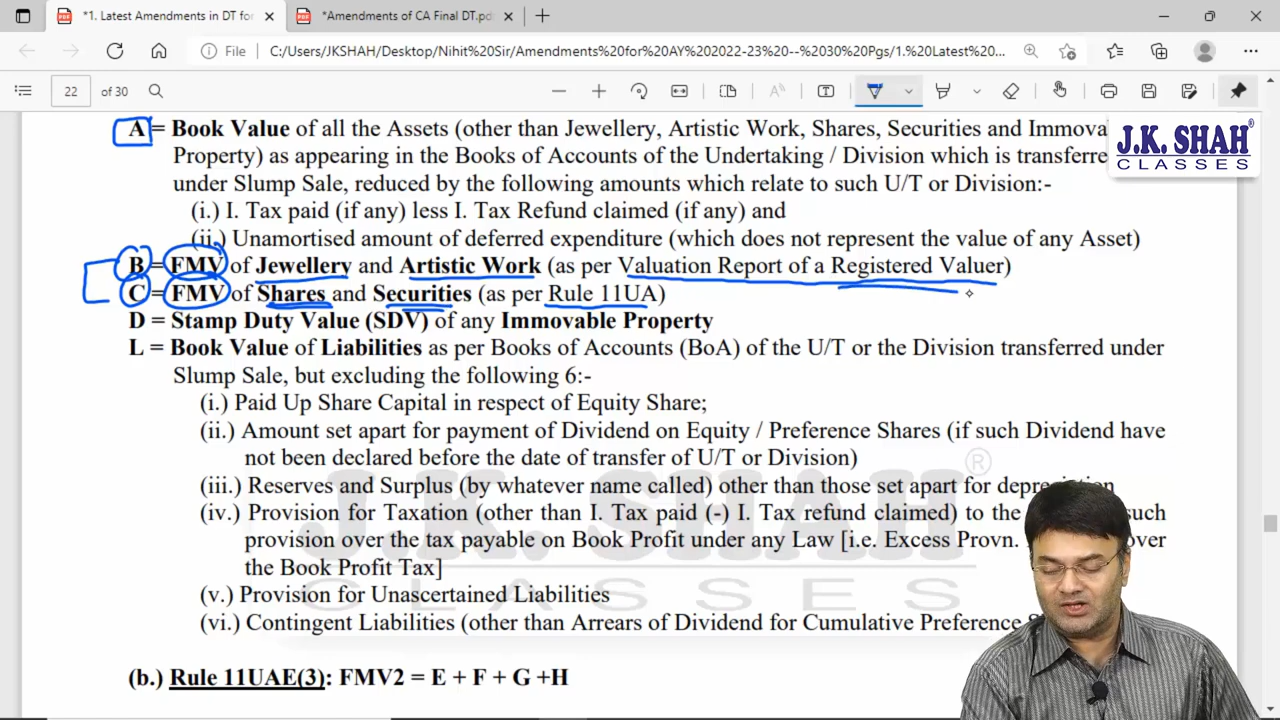 *1. Latest Amendments in DT for
*Amendments of CA Final DT.pd
File
C:/Users/JKSHAH/Desktop/Nihit%20Sir/Amendments%20for%20AY%202022-23%20--%2030%20Pgs/1.%20Latest%20...
22 of 30
J.K. SHAH®
CLASSES
A = Book Value of all the Assets (other than Jewellery, Artistic Work, Shares, Securities and Immova
Property) as appearing in the Books of Accounts of the Undertaking / Division which is transferre
under Slump Sale, reduced by the following amounts which relate to such U/T or Division:-
(i.) I. Tax paid (if any) less I. Tax Refund claimed (if any) and
(ii.) Unamortised amount of deferred expenditure (which does not represent the value of any Asset)
B = FMV of Jewellery and Artistic Work (as per Valuation Report of a Registered Valuer)
C = FMV of Shares and Securities (as per Rule 11UA)
D = Stamp Duty Value (SDV) of any Immovable Property
L = Book Value of Liabilities as per Books of Accounts (BoA) of the U/T or the Division transferred under
Slump Sale, but excluding the following 6:-
(i.) Paid Up Share Capital in respect of Equity Share;
(ii.) Amount set apart for payment of Dividend on Equity / Preference Shares (if such Dividend have
not been declared before the date of transfer of U/T or Division)
(iii.) Reserves and Surplus (by whatever name called) other than those set apart for depreciation
(iv.) Provision for Taxation (other than I. Tax paid (-) I. Tax refund claimed) to the such
provision over the tax payable on Book Profit under any Law [i.e. Excess Provn. over
the Book Profit Tax]
(v.) Provision for Unascertained Liabilities
(vi.) Contingent Liabilities (other than Arrears of Dividend for Cumulative Preference S
J.K. SHAH®
CLASSES
(b.) Rule 11UAE(3): FMV2 = E + F + G +H